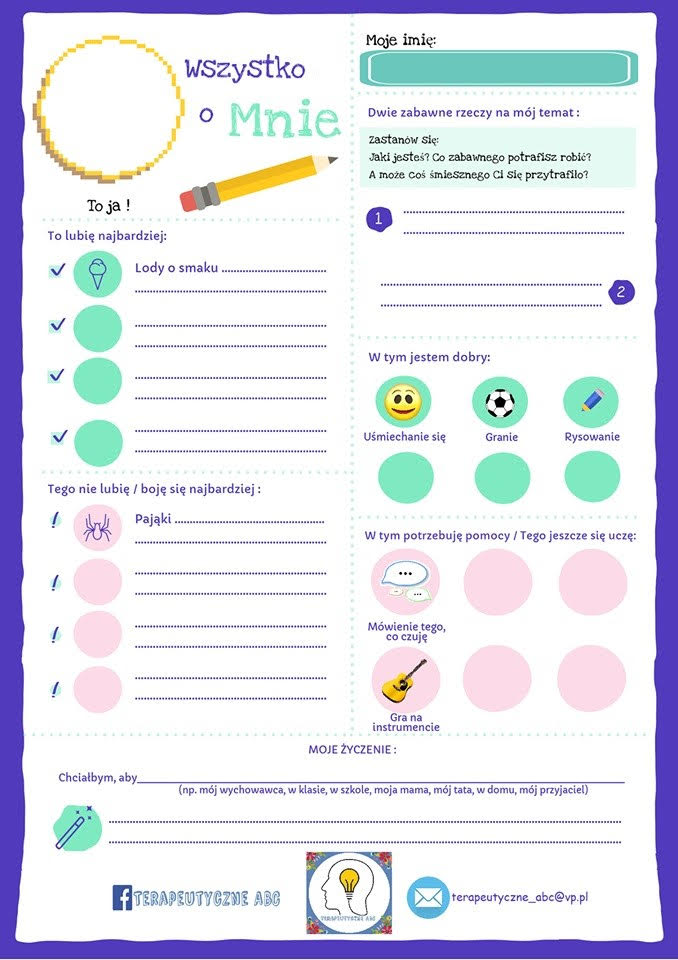 Wszystko
o Mnie
To ja !
Moje imię:
Dwie zabawne rzeczy na mój temat :
Zastanów się:
Jaki jesteś? Co zabawnego potrafisz robić?
A może coś śmiesznego Ci się przytrafiło?
1
2
To lubię najbardziej:
Lody o smaku
W tym jestem dobry:
Uśmiechanie się
Granie
Rysowanie
Tego nie lubię / boję się najbardziej :
Pająki
W tym potrzebuję pomocy / Tego jeszcze się uczę:
Mówienie tego,
co czuję
Gra na
instrumencie
MOJE ŻYCZENIE :
Chciałbym, aby
(np. mój wychowawca, w klasie, w szkole, moja mama, mój tata, w domu, mój przyjaciel)
TERAPEUTYCZNE ABC
TERAPEUTYCZNE ABC
terapeutyczne_abc@vp.pl